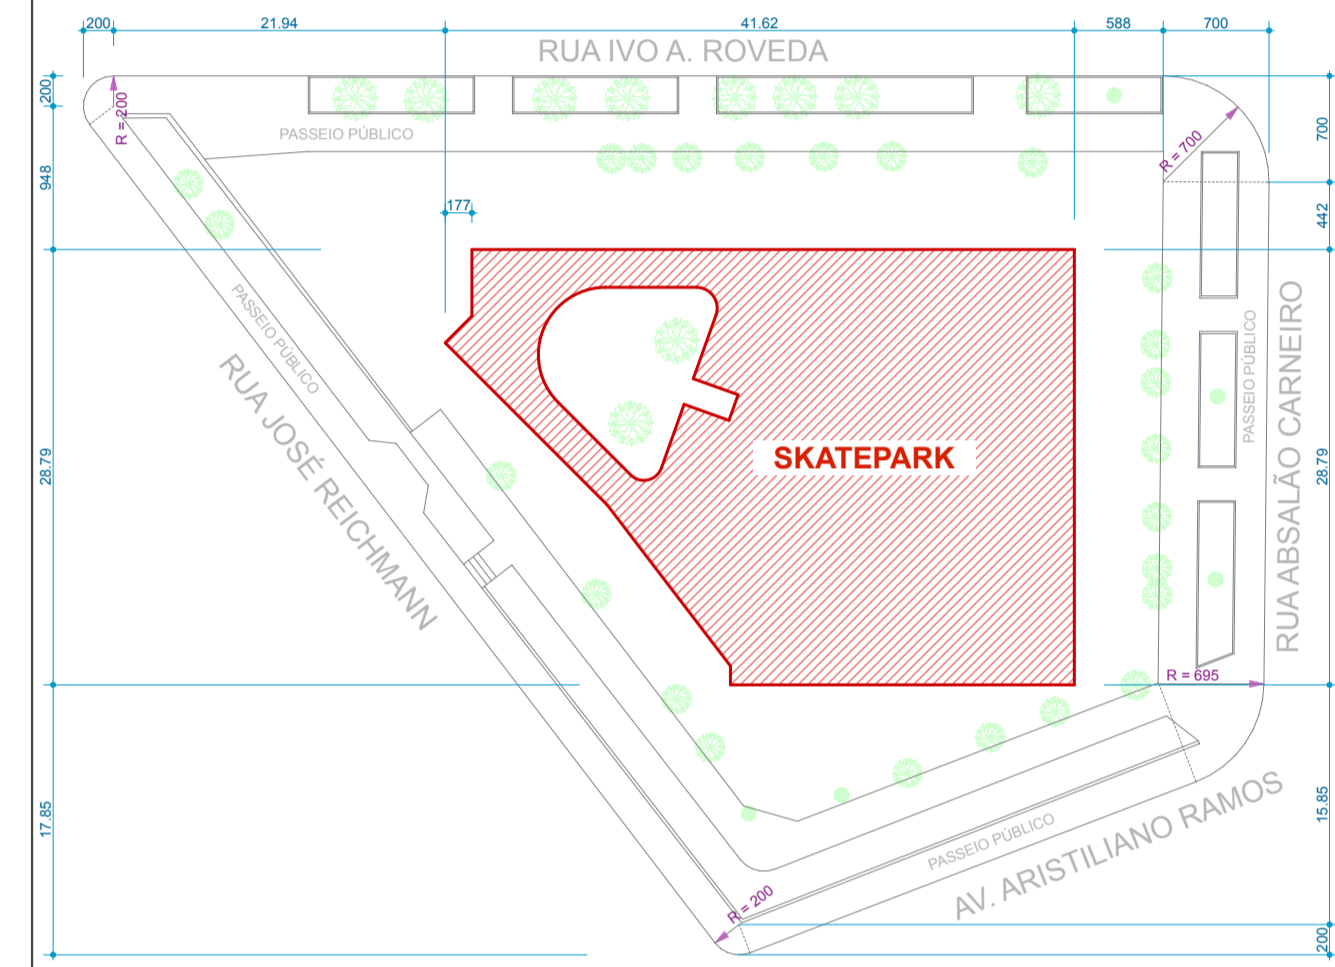 200
21.94
41.62
588
700
RUA IVO A. ROVEDA
200
R = 200
PASSEIO PÚBLICO
700
R = 700
948
177
442
PASSEIO PÚBLICO
RUA JOSÉ REICHMANN
SKATEPARK
PASSEIO PÚBLICO
RUA ABSALÃO CARNEIRO
28.79
28.79
R = 695
17.85
15.85
PASSEIO PÚBLICO
AV. ARISTILIANO RAMOS
R = 200
200